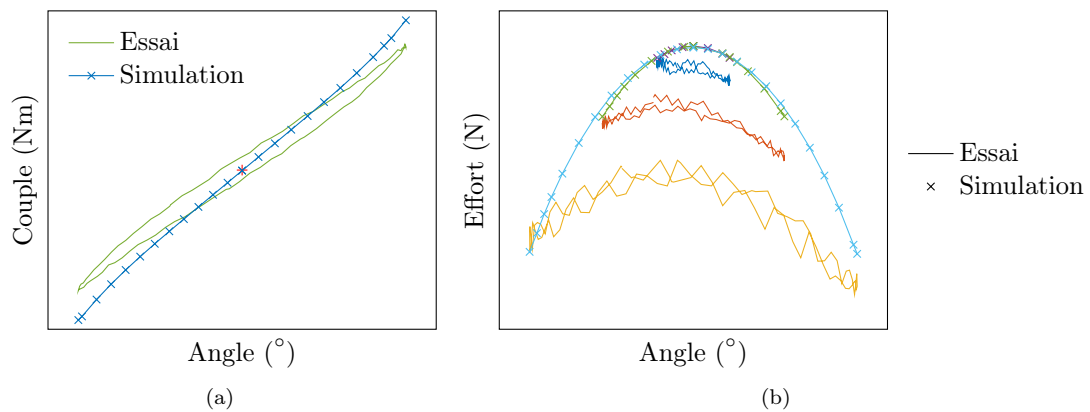 Essai
Simulation
Couple (Nm)
Angle (°)
(a)
Effort (N)
Angle (°)
(b)
Essai
Simulation